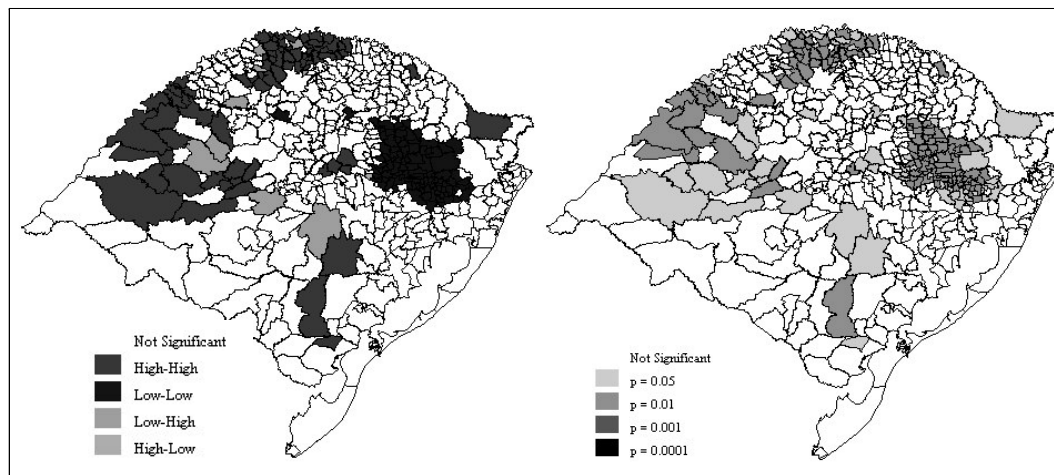 Not Significant
High-High
Low-Low
Low-High
High-Low
Not Significant
p = 0.05
p = 0.01
p = 0.001
p = 0.0001